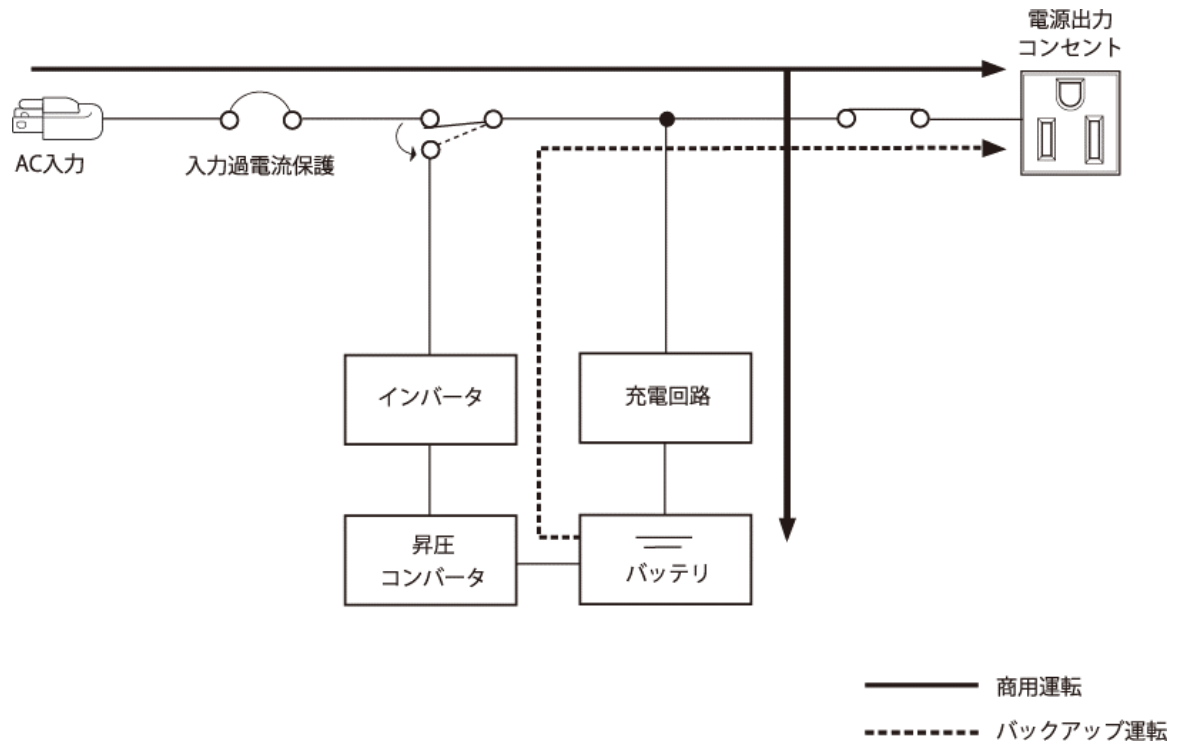 電源出力
コンセント
AC入力
入力過電流保護
インバータ
充電回路
昇圧
コンバータ
バッテリ
商用運転
バックアップ運転